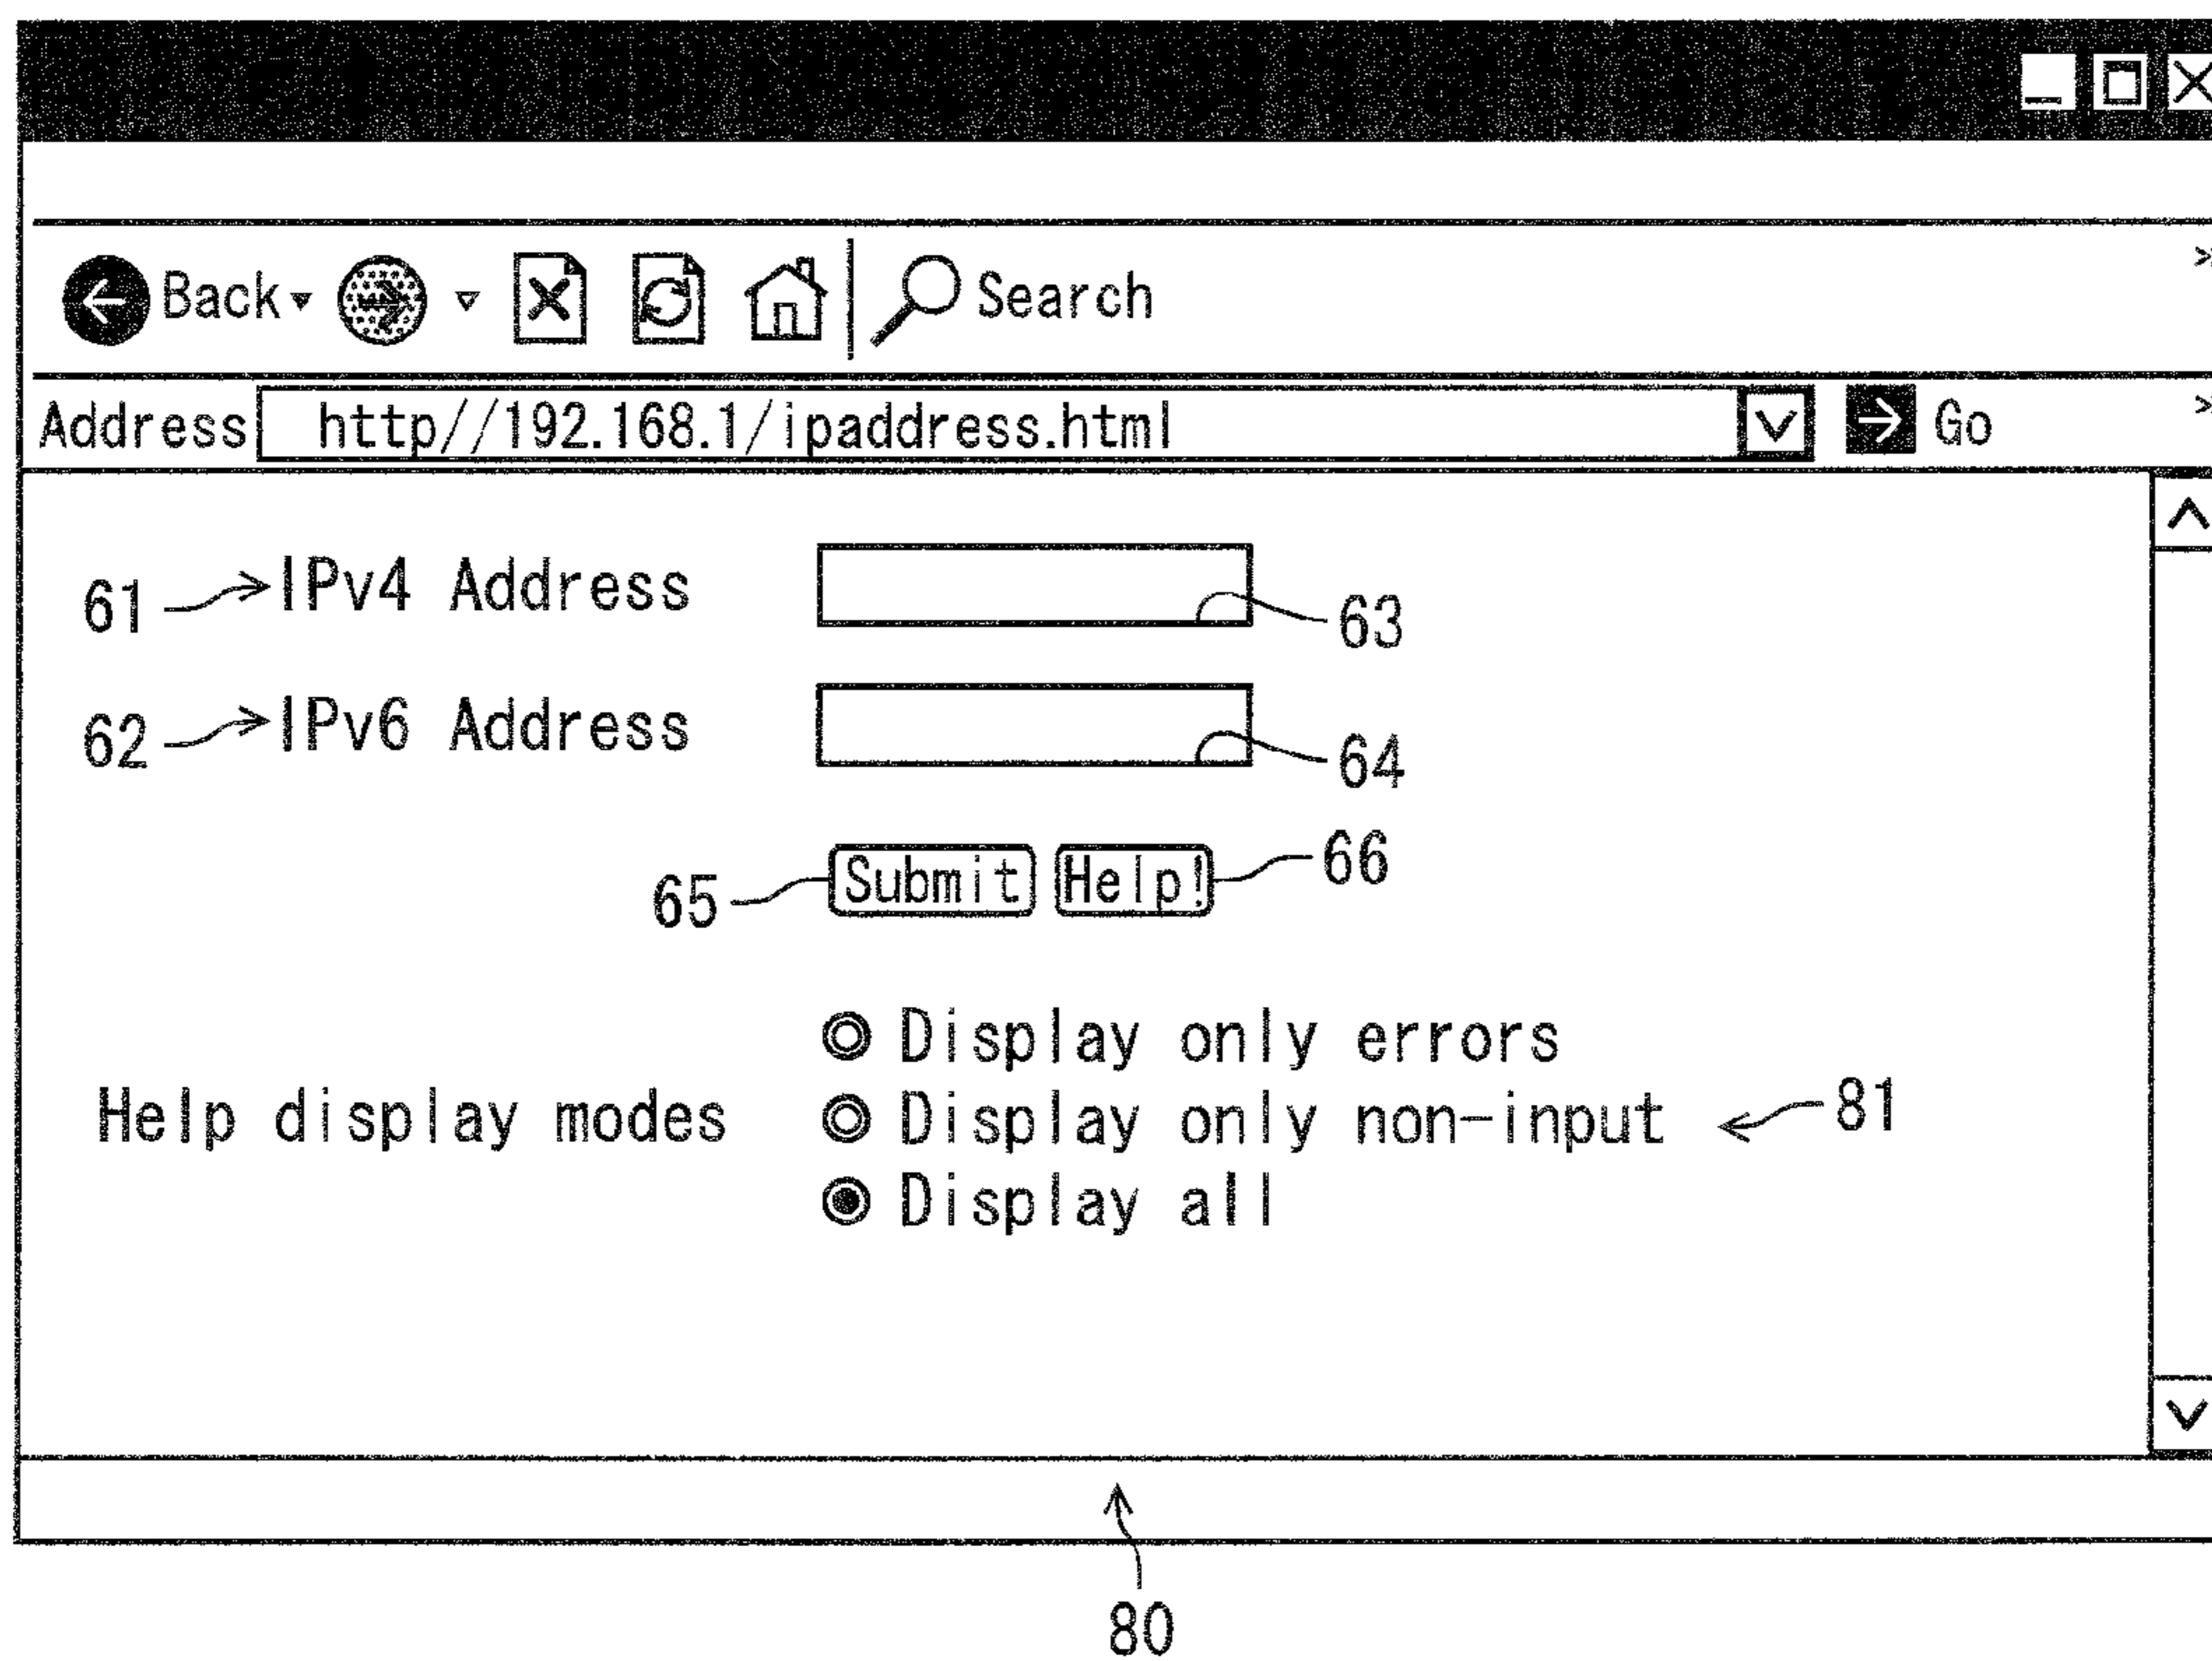 Back Search
Address http//192.168.1/ipaddress.html Go
61 IPv4 Address 63
62 IPv6 Address 64
65 Submit Help! 66
Display only errors
Help display modes Display only non-input 81
Display all
80